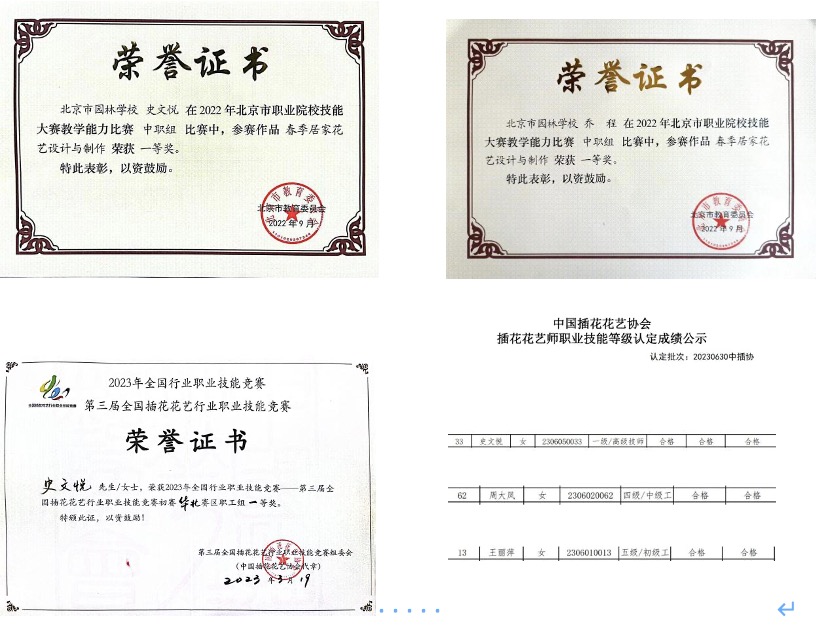 荣誉证书
北京市园林学校 史文悦 在2022年北京市职业院校技能
大赛教学能力比赛 中职组 比赛中，参赛作品 春季居家花
艺设计与制作 荣获 一等奖。
特此表彰，以资鼓励。
北京市教育委员会
2022年9月
荣誉证书
北京市园林学校 乔 程 在2022年北京市职业院校技能
大赛教学能力比赛 中职组 比赛中，参赛作品 春季居家花
艺设计与制作 荣获 一等奖。
特此表彰，以资鼓励。
北京市教育委员会
2022年9月
2023年全国行业职业技能竞赛
第三届全国插花花艺行业职业技能竞赛
荣誉证书
史文悦 先生/女士，荣获2023年全国行业职业技能竞赛——第三届全
国插花花艺行业职业技能竞赛初赛 华北 赛区职工组 一 等奖。
特颁此证，以资鼓励！
第三届全国插花花艺行业职业技能竞赛组委会
（中国插花花艺协会代章）
2023年3月19
中国插花花艺协会
插花花艺师职业技能等级认定成绩公示
认定批次：20230630中插协
33 史文悦 女 2306050033 一级/高级技师 合格 合格 合格
62 周大凤 女 2306020062 四级/中级工 合格 合格 合格
13 王丽萍 女 2306010013 五级/初级工 合格 合格 合格